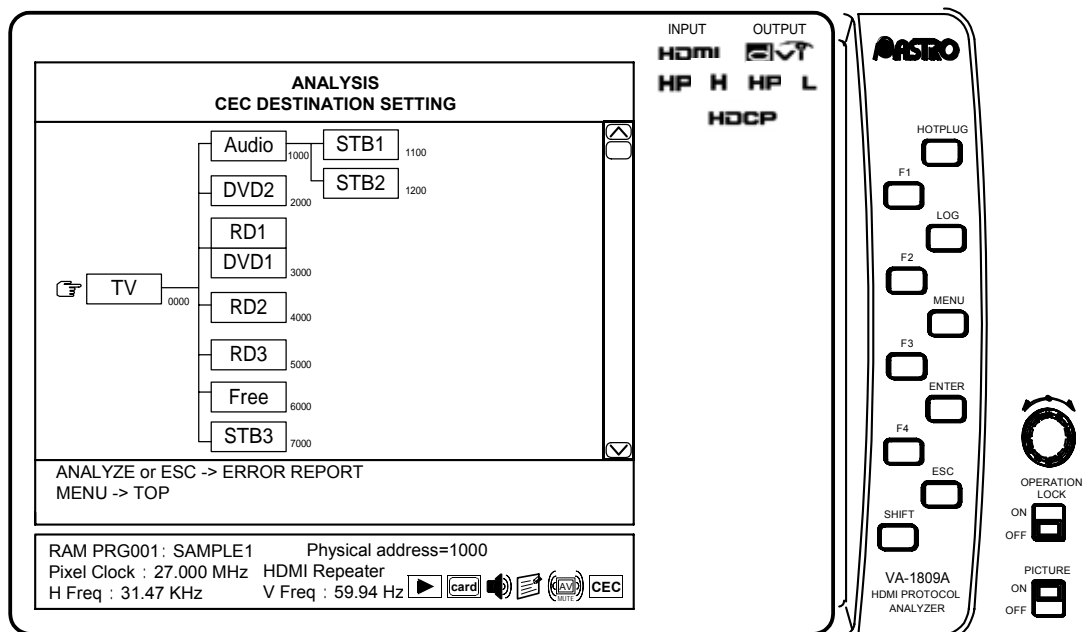 INPUT OUTPUT
HDMI DVI
HP H HP L
HDCP
ANALYSIS
CEC DESTINATION SETTING
Audio 1000 STB1 1100
DVD2 2000 STB2 1200
RD1
DVD1 3000
TV 0000
RD2 4000
RD3 5000
Free 6000
STB3 7000
ANALYZE or ESC -> ERROR REPORT
MENU -> TOP
RAM PRG001: SAMPLE1 Physical address=1000
Pixel Clock : 27.000 MHz HDMI Repeater
H Freq : 31.47 KHz V Freq : 59.94 Hz card AV MUTE CEC
ASTRO
HOTPLUG
F1
LOG
F2
MENU
F3
ENTER
F4
ESC
SHIFT
VA-1809A
HDMI PROTOCOL
ANALYZER
OPERATION
LOCK
ON
OFF
PICTURE
ON
OFF